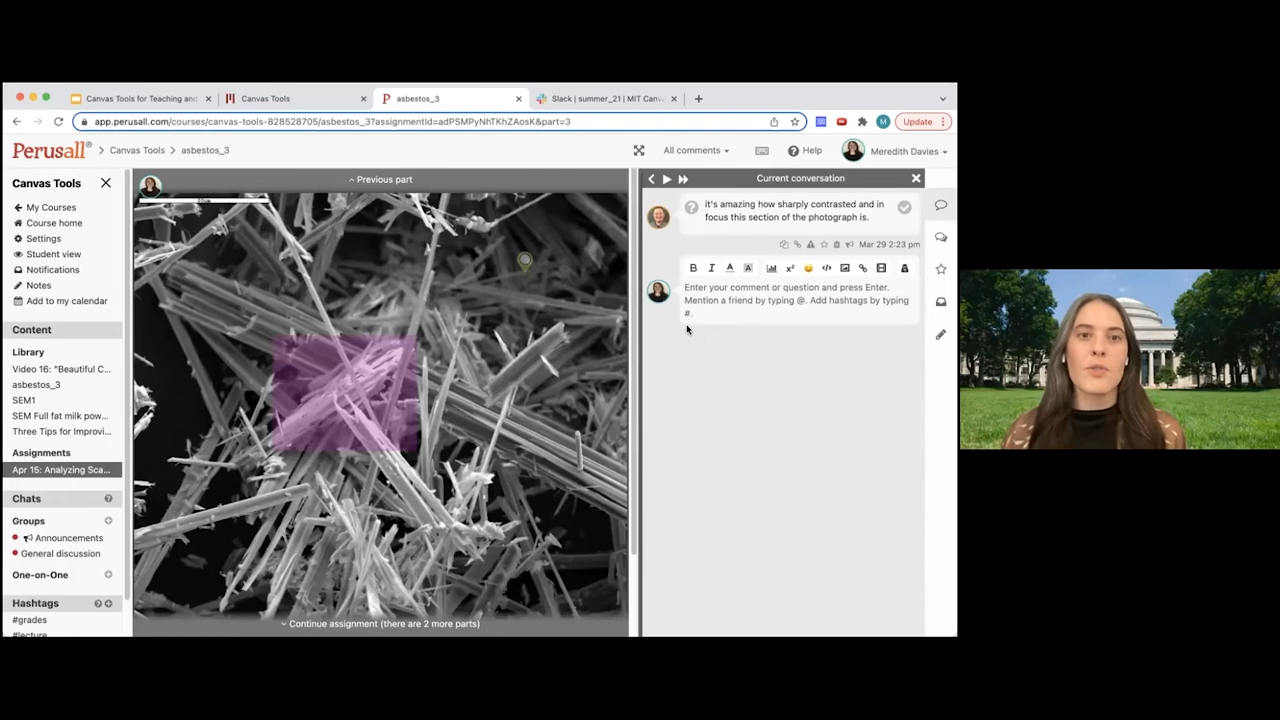 Canvas Tools for Teaching and
Canvas Tools
asbestos_3
Slack | summer_21 | MIT Canv
app.perusall.com/courses/canvas-tools-828528705/asbestos_3?assignmentId=adPSMPyNhTKhZAosK&part=3
M
Update
Perusall®
Canvas Tools
asbestos_3
All comments
Help
Meredith Davies
Canvas Tools
My Courses
Course home
Settings
Student view
Notifications
Notes
Add to my calendar
Content
Library
Video 16: "Beautiful C...
asbestos_3
SEM1
SEM Full fat milk pow...
Three Tips for Improvi...
Assignments
Apr 15: Analyzing Sca...
Chats
Groups
Announcements
General discussion
One-on-One
Hashtags
#grades
#lecture
Previous part
Continue assignment (there are 2 more parts)
Current conversation
it's amazing how sharply contrasted and in
focus this section of the photograph is.
Mar 29 2:23 pm
Enter your comment or question and press Enter.
Mention a friend by typing @. Add hashtags by typing
#.